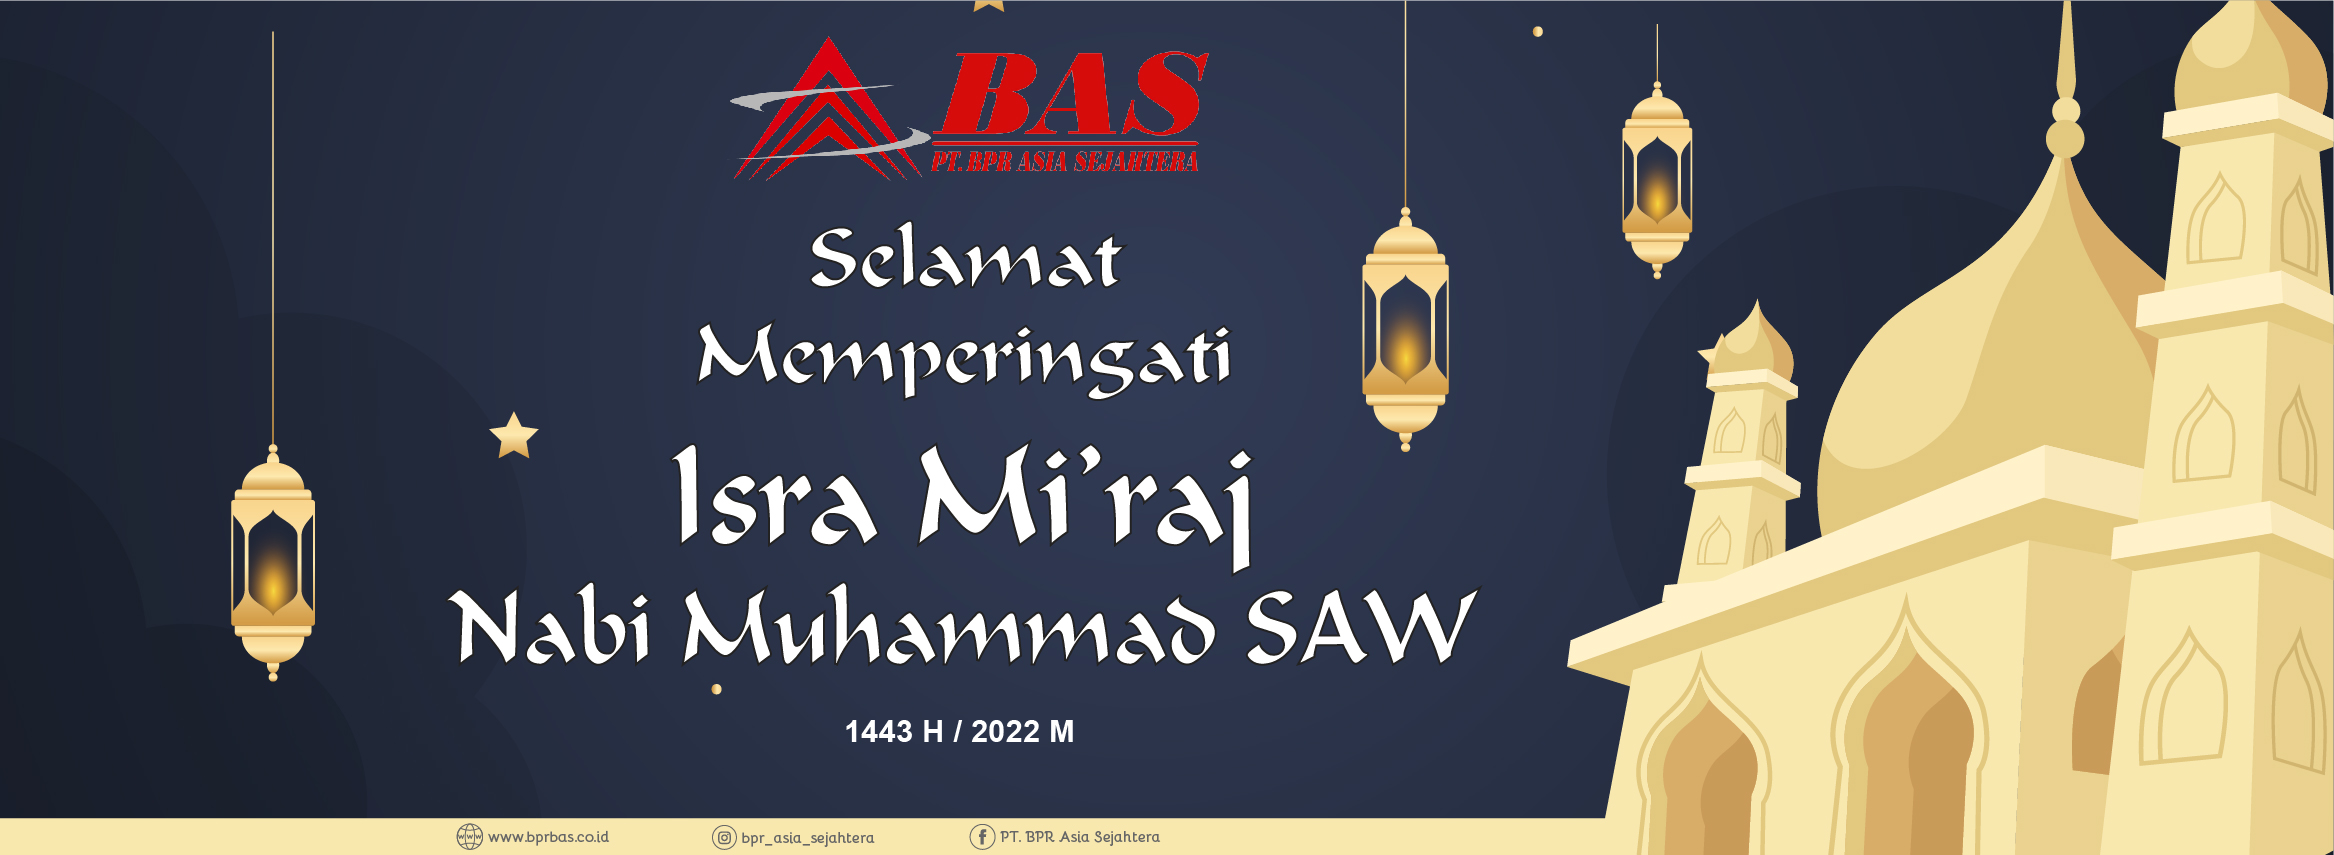 BAS
PT. BPR ASIA SEJAHTERA
Selamat
Memperingati
Isra Mi'raj
Nabi Muhammad SAW
1443 H / 2022 M
www.bprbas.co.id
bpr_asia_sejahtera
PT. BPR Asia Sejahtera